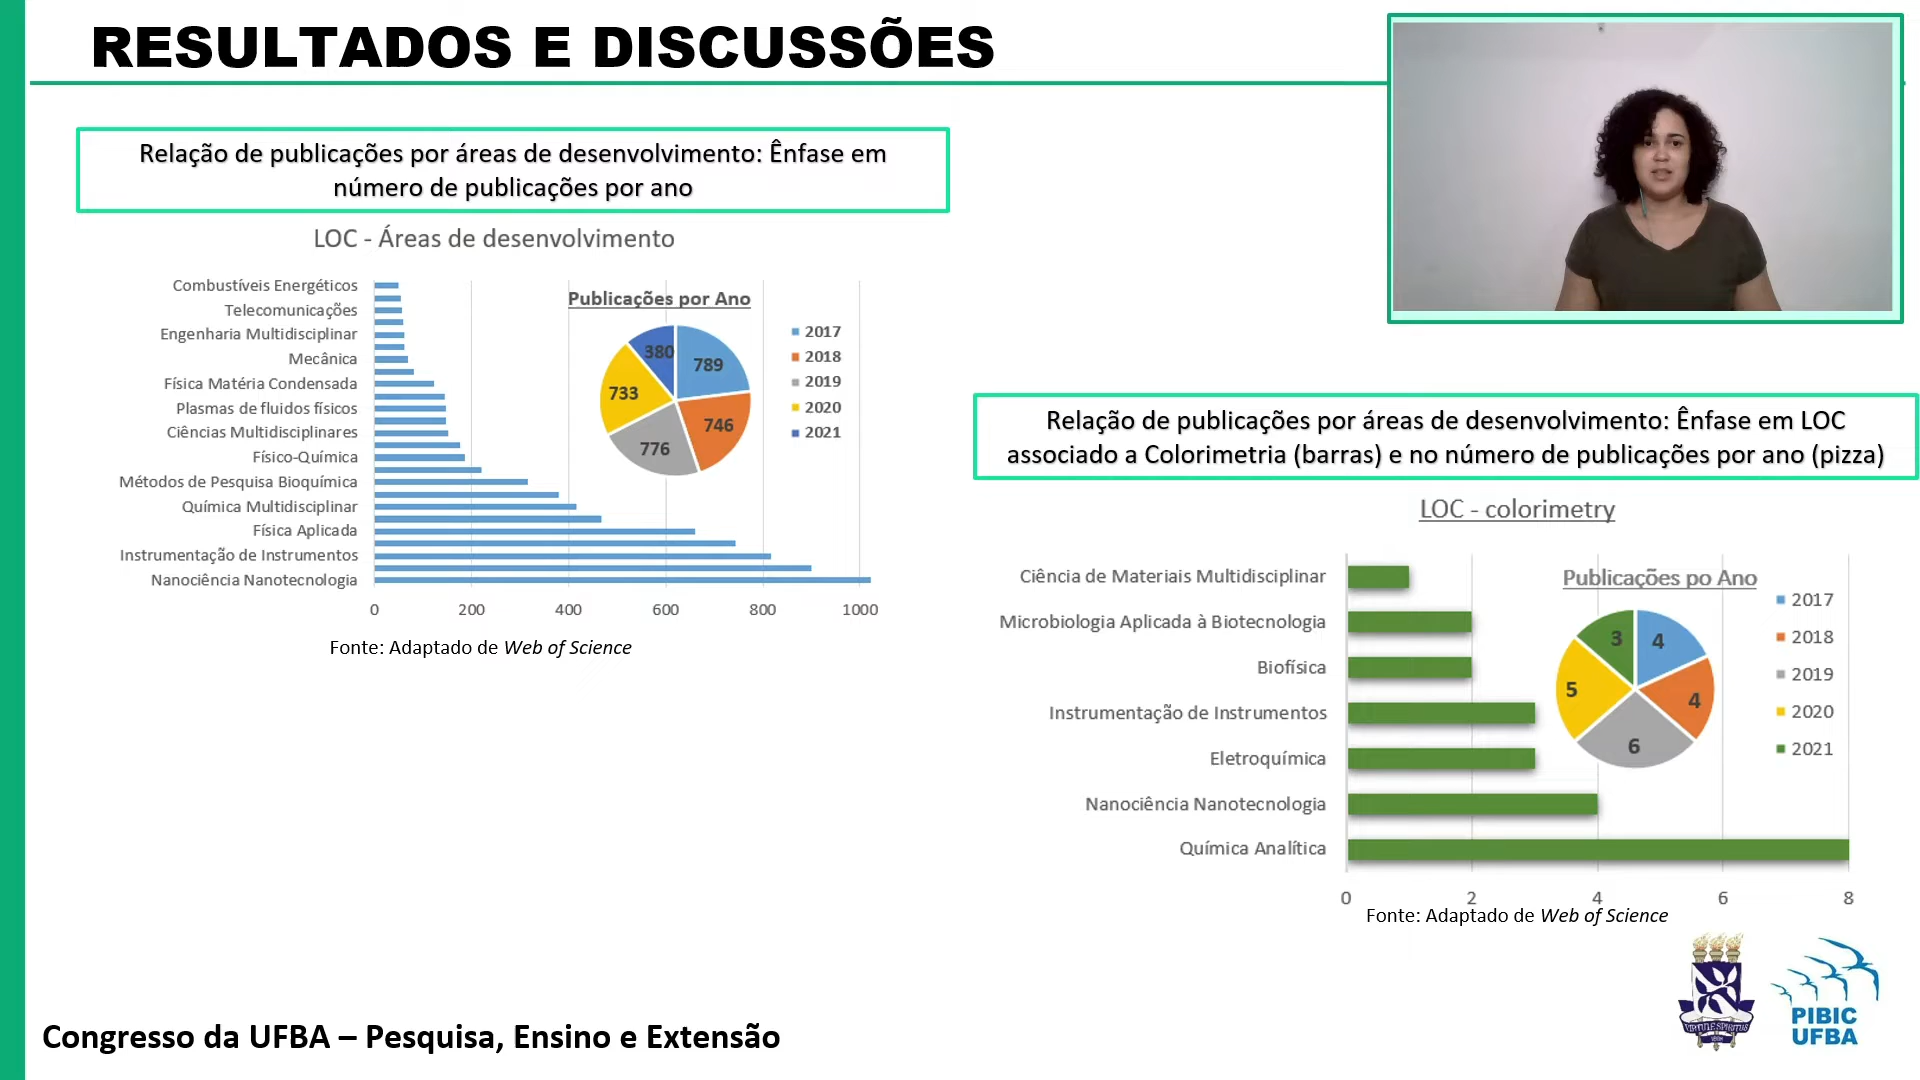 RESULTADOS E DISCUSSÕES
Relação de publicações por áreas de desenvolvimento: Ênfase em
número de publicações por ano
LOC - Áreas de desenvolvimento
Combustíveis Energéticos
Telecomunicações
Engenharia Multidisciplinar
Mecânica
Física Matéria Condensada
Plasmas de fluidos físicos
Ciências Multidisciplinares
Físico-Química
Métodos de Pesquisa Bioquímica
Química Multidisciplinar
Física Aplicada
Instrumentação de Instrumentos
Nanociência Nanotecnologia
0 200 400 600 800 1000
Publicações por Ano
380 789
733 746
776
2017
2018
2019
2020
2021
Fonte: Adaptado de Web of Science
Relação de publicações por áreas de desenvolvimento: Ênfase em LOC
associado a Colorimetria (barras) e no número de publicações por ano (pizza)
LOC - colorimetry
Ciência de Materiais Multidisciplinar
Microbiologia Aplicada à Biotecnologia
Biofísica
Instrumentação de Instrumentos
Eletroquímica
Nanociência Nanotecnologia
Química Analítica
0 2 4 6 8
Publicações po Ano
3 4
5 4
6
2017
2018
2019
2020
2021
Fonte: Adaptado de Web of Science
VIRTUTE SPIRITUS
PIBIC
UFBA
Congresso da UFBA – Pesquisa, Ensino e Extensão